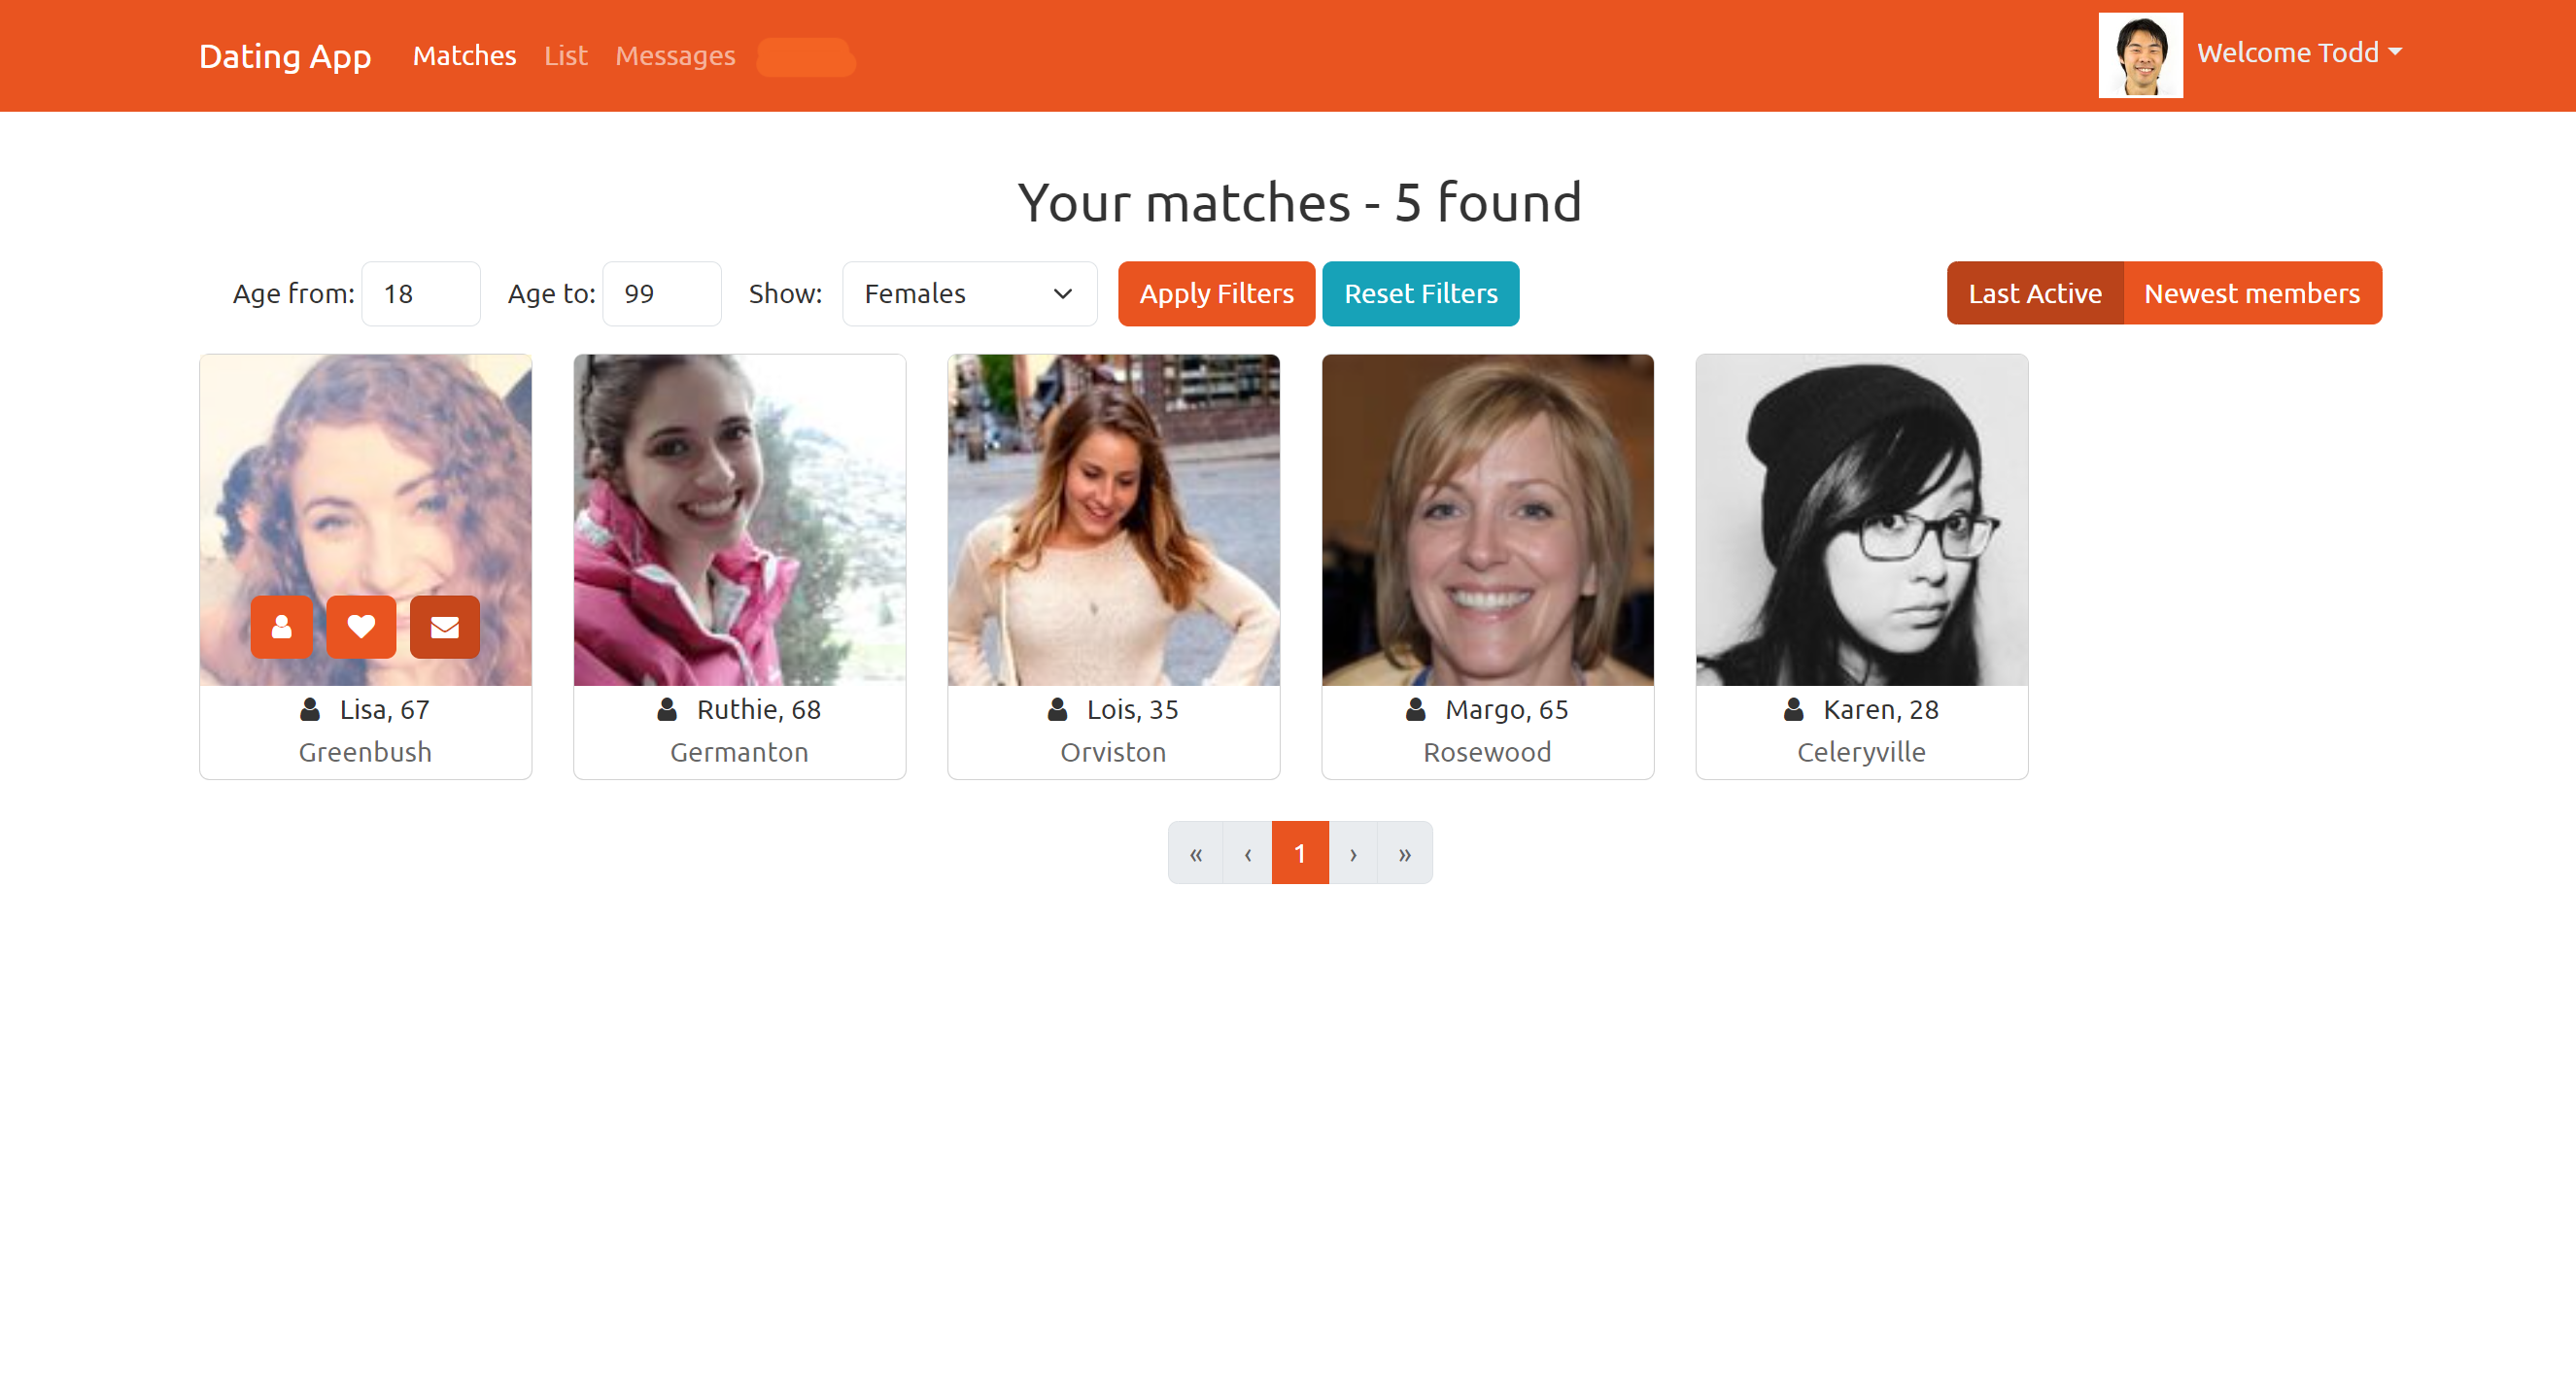 Dating App Matches List Messages Welcome Todd
Your matches - 5 found
Age from: 18 Age to: 99 Show: Females Apply Filters Reset Filters Last Active Newest members
Lisa, 67
Greenbush
Ruthie, 68
Germanton
Lois, 35
Orviston
Margo, 65
Rosewood
Karen, 28
Celeryville
« ‹ 1 › »